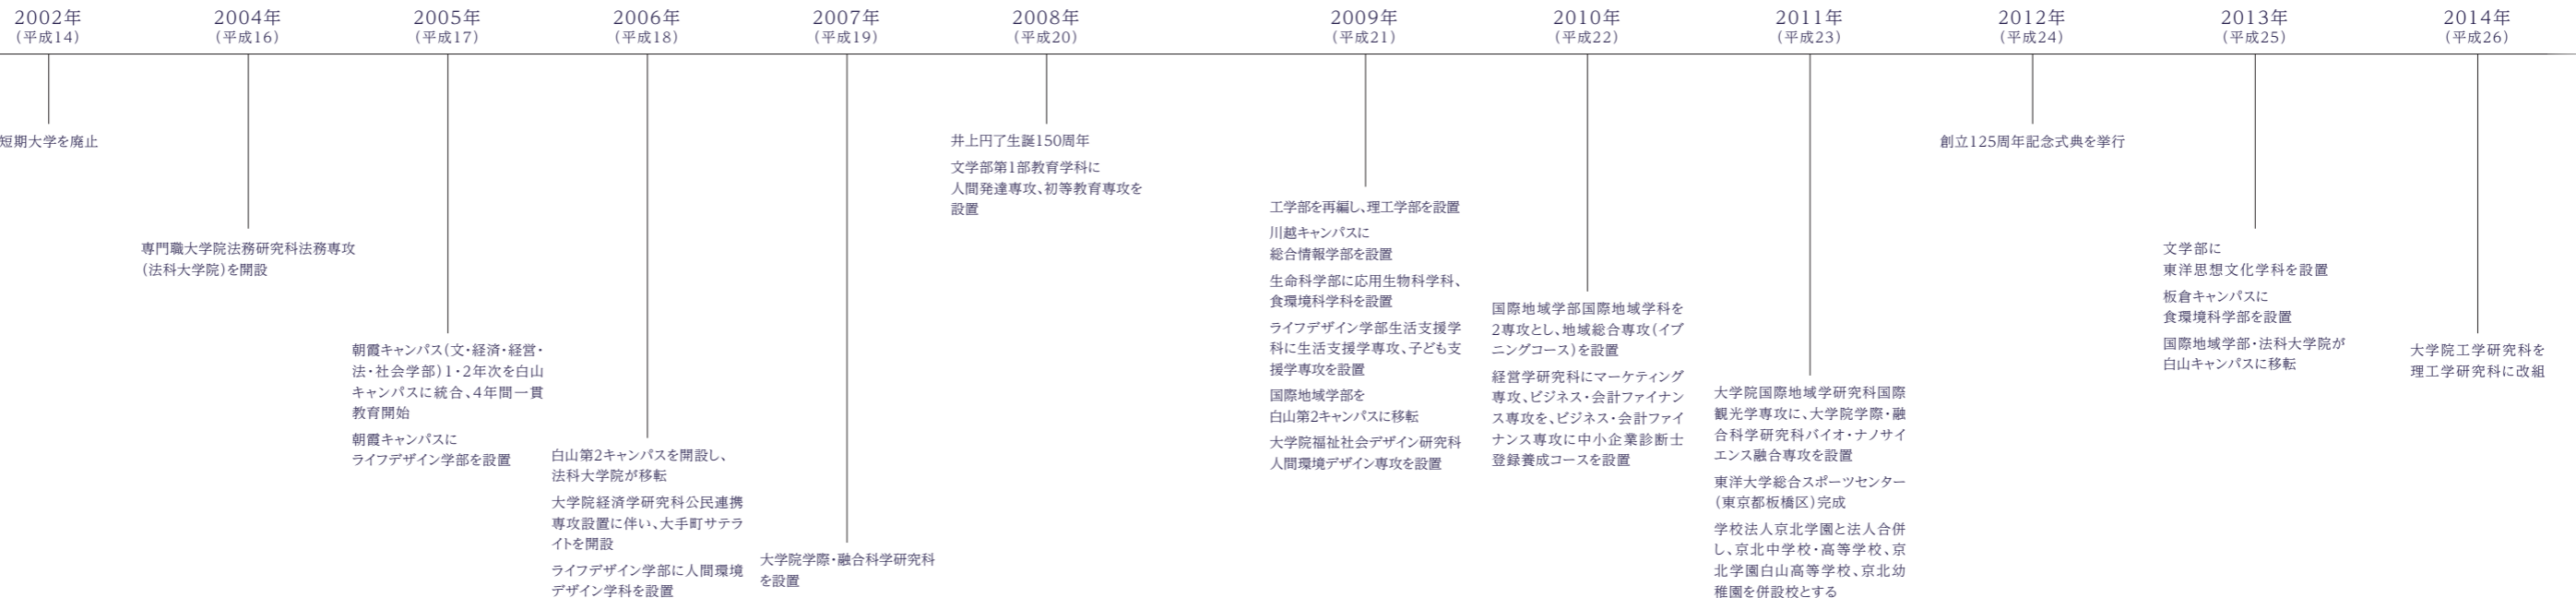 2002年
（平成14）
短期大学を廃止
2004年
（平成16）
専門職大学院法務研究科法務専攻
（法科大学院）を開設
2005年
（平成17）
朝霞キャンパス（文・経済・経営・
法・社会学部）1・2年次を白山
キャンパスに統合、4年間一貫
教育開始
朝霞キャンパスに
ライフデザイン学部を設置
2006年
（平成18）
白山第2キャンパスを開設し、
法科大学院が移転
大学院経済学研究科公民連携
専攻設置に伴い、大手町サテラ
イトを開設
ライフデザイン学部に人間環境
デザイン学科を設置
2007年
（平成19）
大学院学際・融合科学研究科
を設置
2008年
（平成20）
井上円了生誕150周年
文学部第1部教育学科に
人間発達専攻、初等教育専攻を
設置
2009年
（平成21）
工学部を再編し、理工学部を設置
川越キャンパスに
総合情報学部を設置
生命科学部に応用生物科学科、
食環境科学科を設置
ライフデザイン学部生活支援学
科に生活支援学専攻、子ども支
援学専攻を設置
国際地域学部を
白山第2キャンパスに移転
大学院福祉社会デザイン研究科
人間環境デザイン専攻を設置
2010年
（平成22）
国際地域学部国際地域学科を
2専攻とし、地域総合専攻（イブ
ニングコース）を設置
経営学研究科にマーケティング
専攻、ビジネス・会計ファイナン
ス専攻を、ビジネス・会計ファイ
ナンス専攻に中小企業診断士
登録養成コースを設置
2011年
（平成23）
大学院国際地域学研究科国際
観光学専攻に、大学院学際・融
合科学研究科バイオ・ナノサイ
エンス融合専攻を設置
東洋大学総合スポーツセンター
（東京都板橋区）完成
学校法人京北学園と法人合併
し、京北中学校・高等学校、京
北学園白山高等学校、京北幼
稚園を併設校とする
2012年
（平成24）
創立125周年記念式典を挙行
2013年
（平成25）
文学部に
東洋思想文化学科を設置
板倉キャンパスに
食環境科学部を設置
国際地域学部・法科大学院が
白山キャンパスに移転
2014年
（平成26）
大学院工学研究科を
理工学研究科に改組